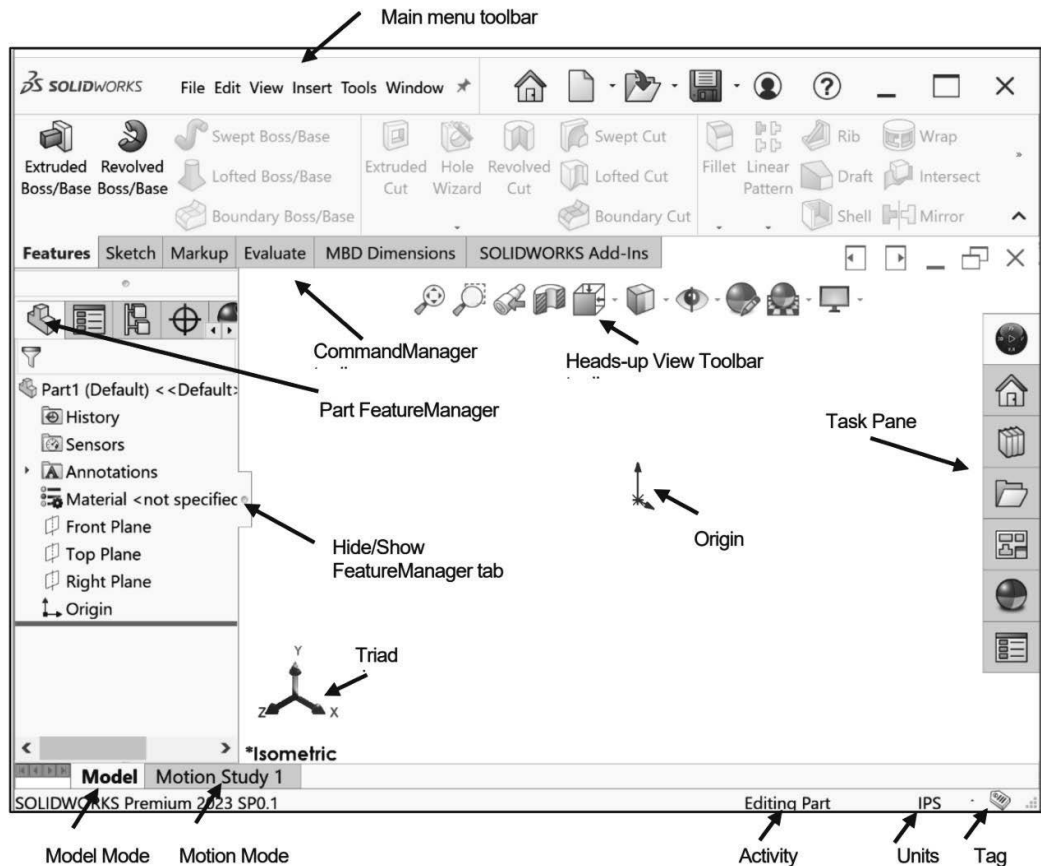 Main menu toolbar
SOLIDWORKS File Edit View Insert Tools Window
Extruded Boss/Base
Revolved Boss/Base
Swept Boss/Base
Lofted Boss/Base
Boundary Boss/Base
Extruded Cut
Hole Wizard
Revolved Cut
Swept Cut
Lofted Cut
Boundary Cut
Fillet
Linear Pattern
Rib
Draft
Shell
Wrap
Intersect
Mirror
Features Sketch Markup Evaluate MBD Dimensions SOLIDWORKS Add-Ins
CommandManager
Heads-up View Toolbar
Part FeatureManager
Task Pane
Part1 (Default) <<Default>
History
Sensors
Annotations
Material <not specified
Front Plane
Top Plane
Right Plane
Origin
Hide/Show
FeatureManager tab
Origin
Triad
Y
Z
X
*Isometric
Model Motion Study 1
SOLIDWORKS Premium 2023 SP0.1 Editing Part IPS
Model Mode Motion Mode Activity Units Tag